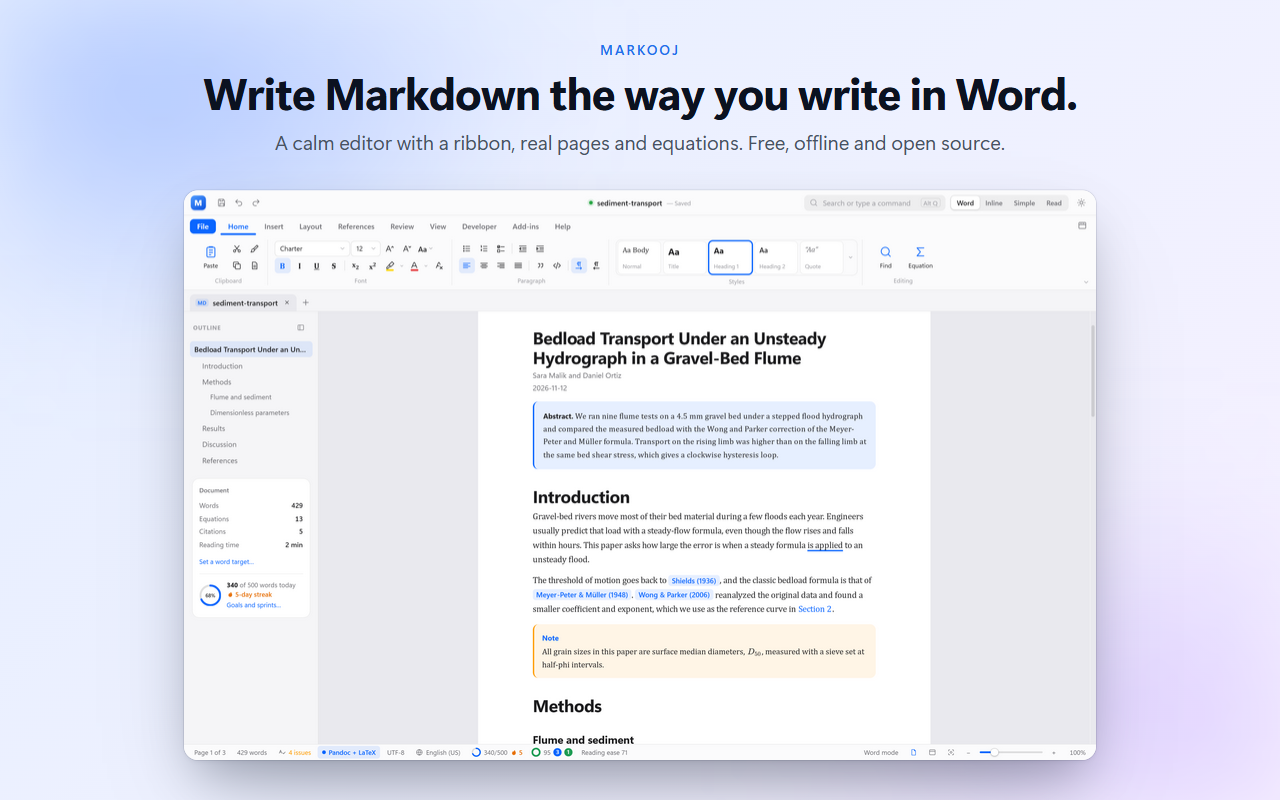 MARKOOJ
Write Markdown the way you write in Word.
A calm editor with a ribbon, real pages and equations. Free, offline and open source.
M
sediment-transport — Saved
Search or type a command Alt Q
Word Inline Simple Read
File Home Insert Layout References Review View Developer Add-ins Help
Paste
Clipboard
Charter 12 A^ A˅ Aa
B I U S x₂ x² A
Font
Paragraph
Aa Body
Normal
Aa
Title
Aa
Heading 1
Aa
Heading 2
"Aa"
Quote
Styles
Find
Equation
Editing
MD sediment-transport × +
OUTLINE
Bedload Transport Under an Un...
Introduction
Methods
Flume and sediment
Dimensionless parameters
Results
Discussion
References
Document
Words 429
Equations 13
Citations 5
Reading time 2 min
Set a word target...
68%
340 of 500 words today
5-day streak
Goals and sprints...
Bedload Transport Under an Unsteady
Hydrograph in a Gravel-Bed Flume
Sara Malik and Daniel Ortiz
2026-11-12
Abstract. We ran nine flume tests on a 4.5 mm gravel bed under a stepped flood hydrograph
and compared the measured bedload with the Wong and Parker correction of the Meyer-
Peter and Müller formula. Transport on the rising limb was higher than on the falling limb at
the same bed shear stress, which gives a clockwise hysteresis loop.
Introduction
Gravel-bed rivers move most of their bed material during a few floods each year. Engineers
usually predict that load with a steady-flow formula, even though the flow rises and falls
within hours. This paper asks how large the error is when a steady formula is applied to an
unsteady flood.
The threshold of motion goes back to Shields (1936) , and the classic bedload formula is that of
Meyer-Peter & Müller (1948) . Wong & Parker (2006) reanalyzed the original data and found a
smaller coefficient and exponent, which we use as the reference curve in Section 2.
Note
All grain sizes in this paper are surface median diameters, D₅₀, measured with a sieve set at
half-phi intervals.
Methods
Flume and sediment
Page 1 of 3 429 words 4 issues Pandoc + LaTeX UTF-8 English (US) 340/500 5 95 3 1 Reading ease 71 Word mode − + 100%